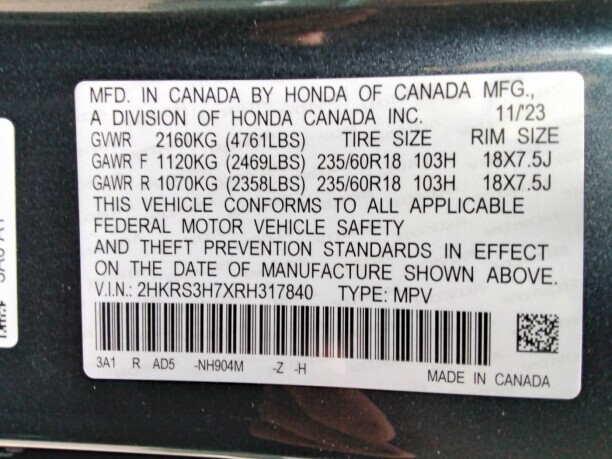 MFD. IN CANADA BY HONDA OF CANADA MFG.,
A DIVISION OF HONDA CANADA INC. 11/'23
GVWR 2160KG (4761LBS) TIRE SIZE RIM SIZE
GAWR F 1120KG (2469LBS) 235/60R18 103H 18X7.5J
GAWR R 1070KG (2358LBS) 235/60R18 103H 18X7.5J
THIS VEHICLE CONFORMS TO ALL APPLICABLE
FEDERAL MOTOR VEHICLE SAFETY
AND THEFT PREVENTION STANDARDS IN EFFECT
ON THE DATE OF MANUFACTURE SHOWN ABOVE.
V.I.N.: 2HKRS3H7XRH317840 TYPE: MPV
3A1 R AD5 -NH904M -Z -H
MADE IN CANADA